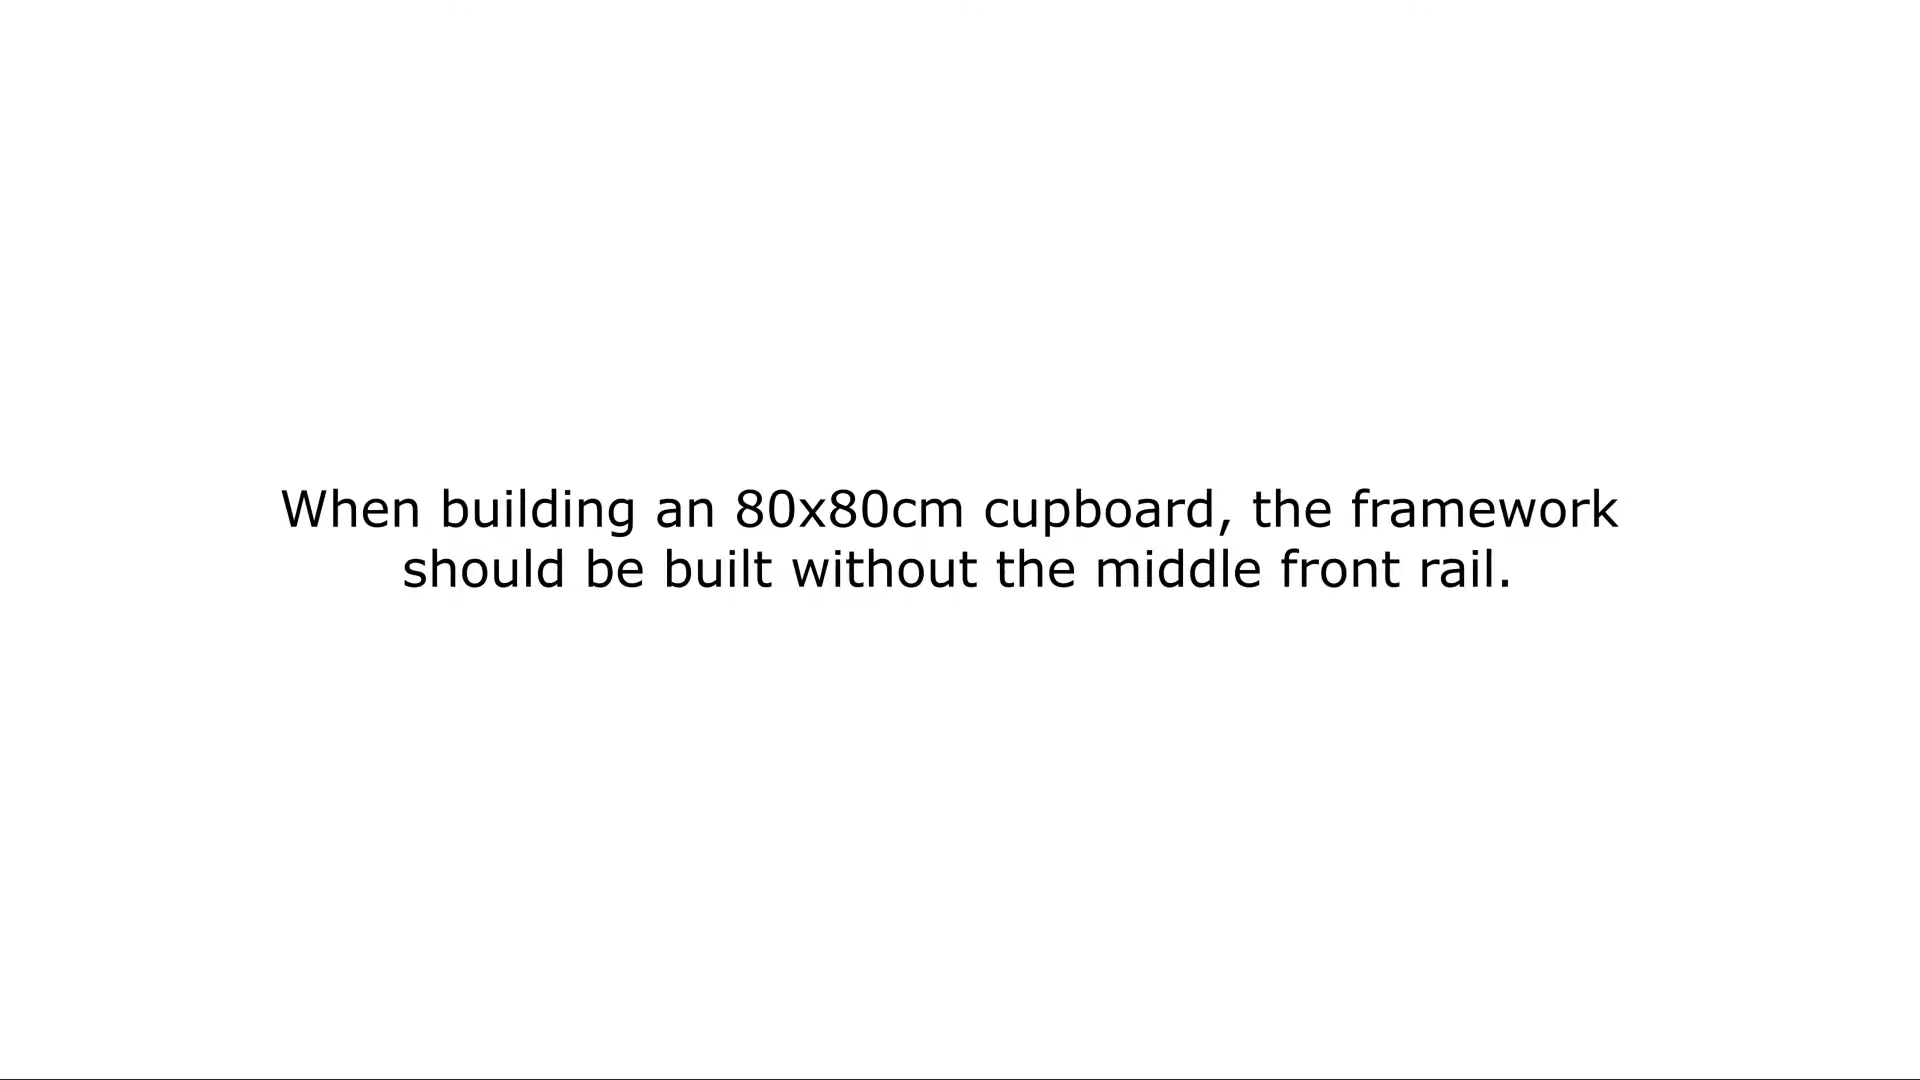 When building an 80x80cm cupboard, the framework
should be built without the middle front rail.